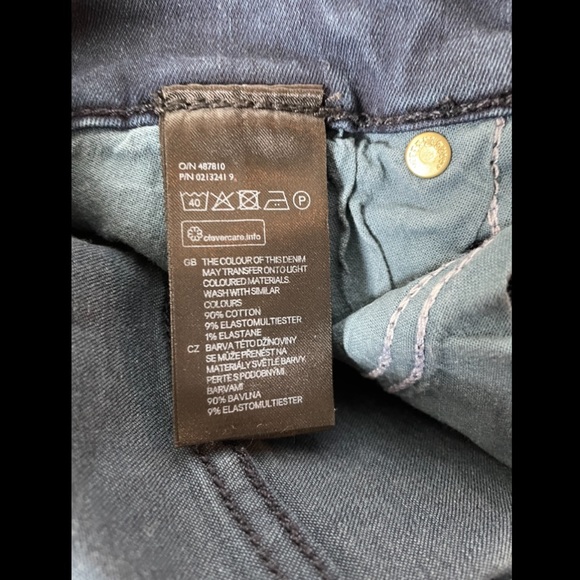 O/N 487810
P/N 0213241 9.
40 P
clevercare.info
GB THE COLOUR OF THIS DENIM
MAY TRANSFER ONTO LIGHT
COLOURED MATERIALS.
WASH WITH SIMILAR
COLOURS
90% COTTON
9% ELASTOMULTIESTER
1% ELASTANE
CZ BARVA TÉTO DŽÍNOVINY
SE MŮŽE PŘENÉST NA
MATERIÁLY SVĚTLÉ BARVY.
PERTE S PODOBNÝMI
BARVAMI
90% BAVLNA
9% ELASTOMULTIESTER